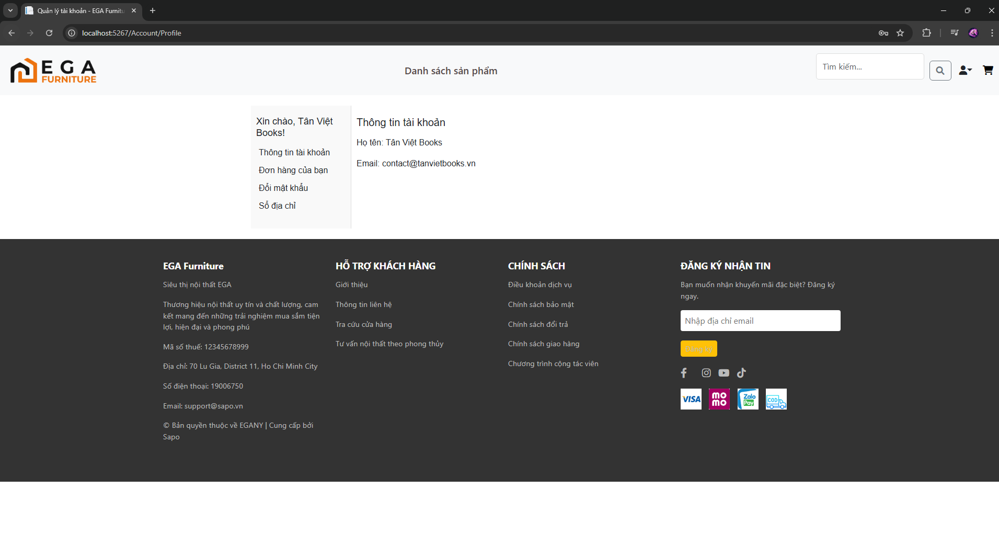 Quản lý tài khoản - EGA Furnitu
localhost:5267/Account/Profile
EGA
FURNITURE
Danh sách sản phẩm
Tìm kiếm...
Xin chào, Tân Việt
Books!
Thông tin tài khoản
Đơn hàng của bạn
Đổi mật khẩu
Sổ địa chỉ
Thông tin tài khoản
Họ tên: Tân Việt Books
Email: contact@tanvietbooks.vn
EGA Furniture
Siêu thị nội thất EGA
Thương hiệu nội thất uy tín và chất lượng, cam
kết mang đến những trải nghiệm mua sắm tiện
lợi, hiện đại và phong phú
Mã số thuế: 12345678999
Địa chỉ: 70 Lu Gia, District 11, Ho Chi Minh City
Số điện thoại: 19006750
Email: support@sapo.vn
© Bản quyền thuộc về EGANY | Cung cấp bởi
Sapo
HỖ TRỢ KHÁCH HÀNG
Giới thiệu
Thông tin liên hệ
Tra cứu cửa hàng
Tư vấn nội thất theo phong thủy
CHÍNH SÁCH
Điều khoản dịch vụ
Chính sách bảo mật
Chính sách đổi trả
Chính sách giao hàng
Chương trình cộng tác viên
ĐĂNG KÝ NHẬN TIN
Bạn muốn nhận khuyến mãi đặc biệt? Đăng ký
ngay.
Nhập địa chỉ email
Đăng ký
VISA
mo
mo
Zalo
Pay
COD